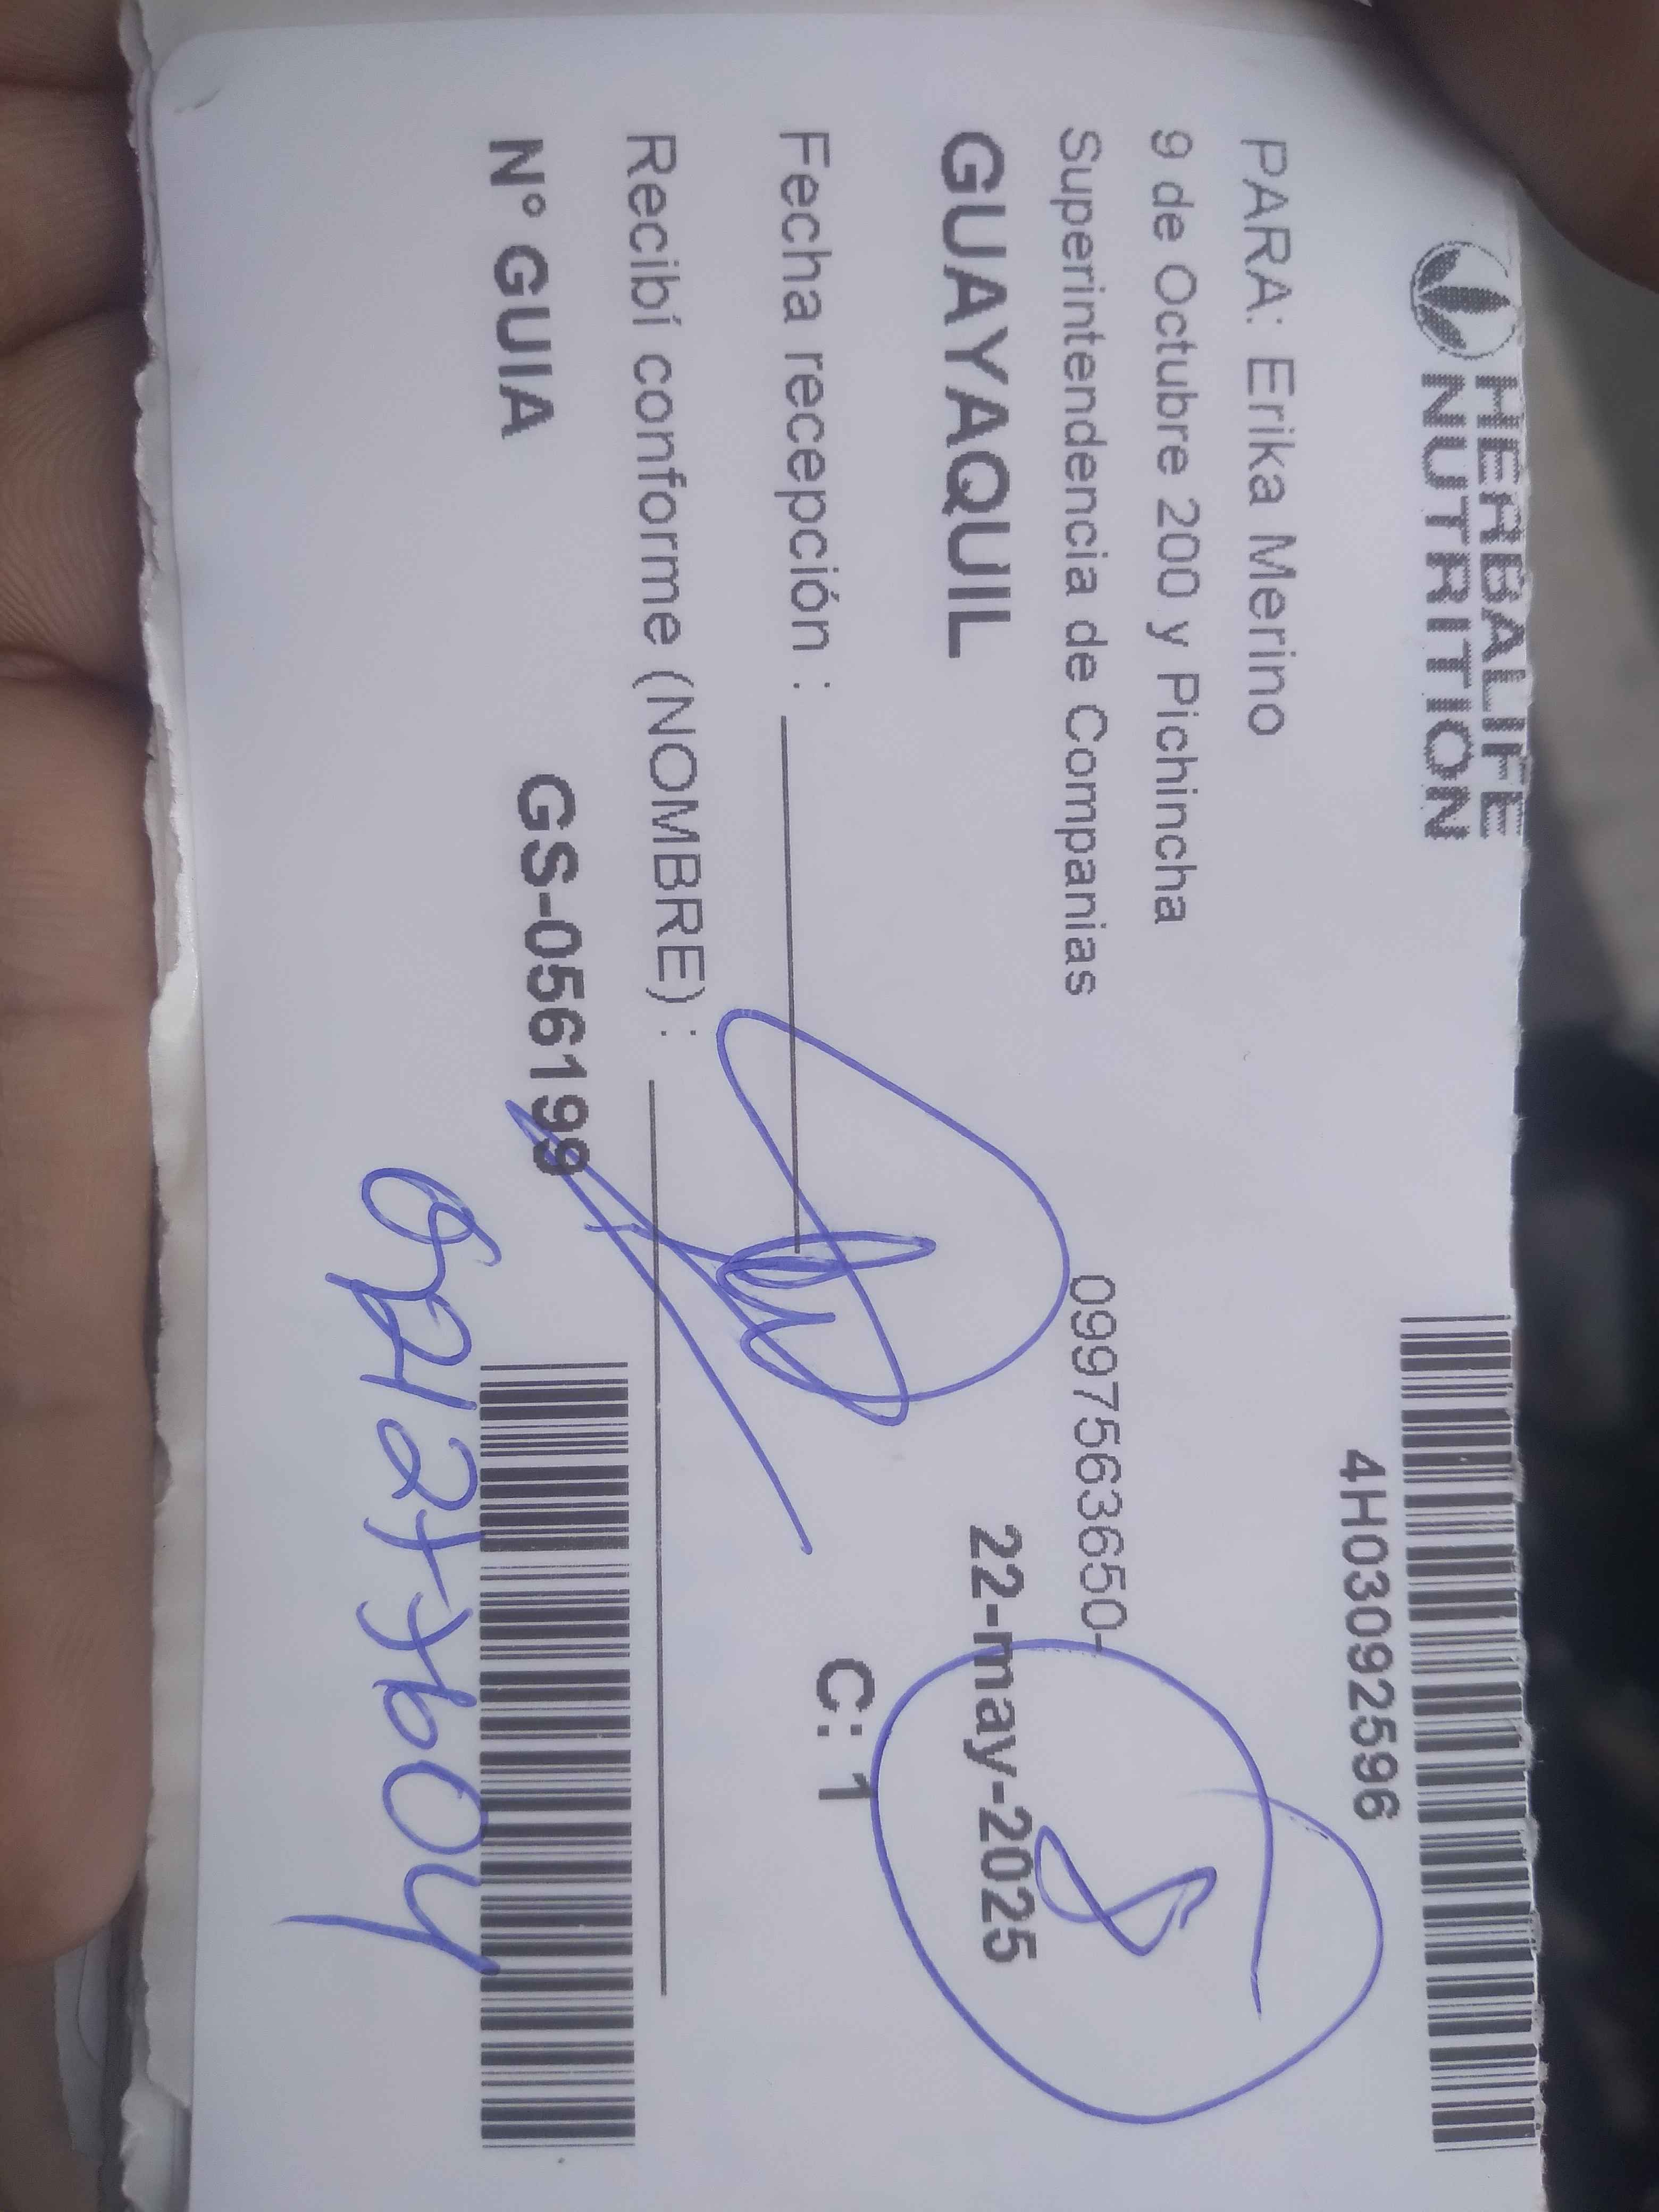 HERBALIFE
NUTRITION
4H03092596
PARA: Erika Merino
9 de Octubre 200 y Pichincha
Superintendencia de Companias
0997563650-
GUAYAQUIL
22-may-2025
8
Fecha recepción :
C: 1
Recibí conforme (NOMBRE) :
Nº GUIA
GS-056199